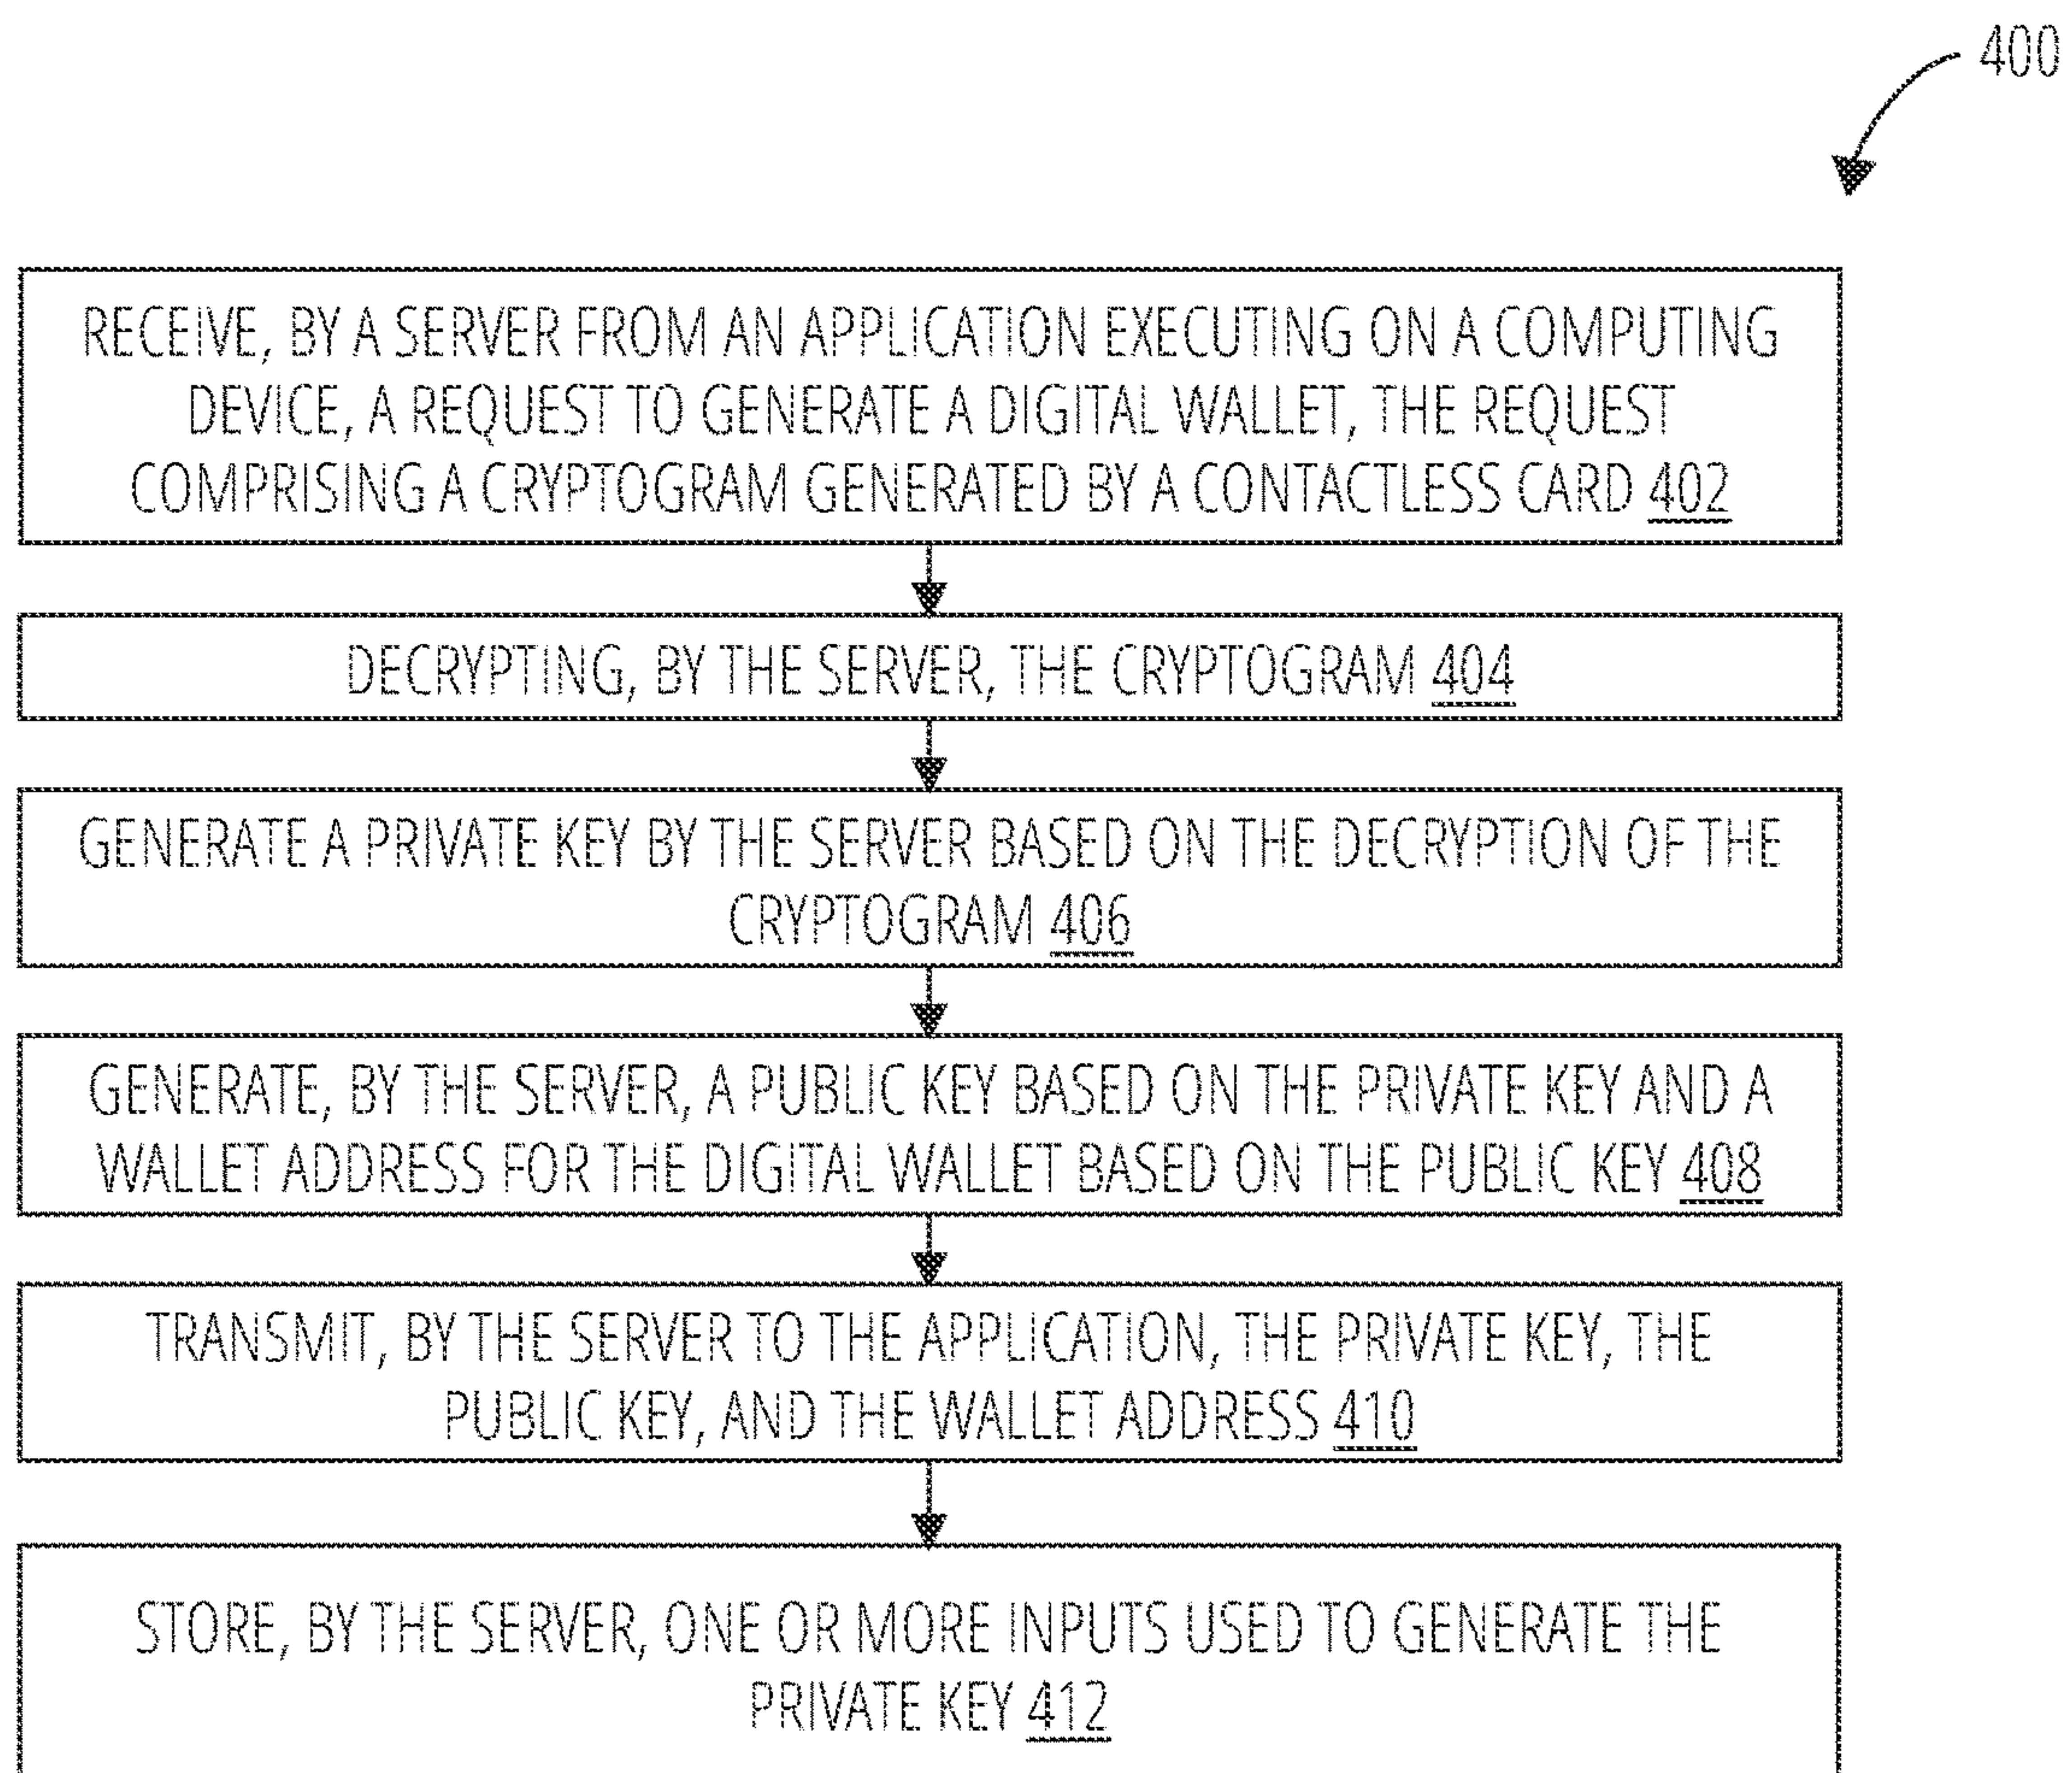 400
RECEIVE, BY A SERVER FROM AN APPLICATION EXECUTING ON A COMPUTING
DEVICE, A REQUEST TO GENERATE A DIGITAL WALLET, THE REQUEST
COMPRISING A CRYPTOGRAM GENERATED BY A CONTACTLESS CARD 402
DECRYPTING, BY THE SERVER, THE CRYPTOGRAM 404
GENERATE A PRIVATE KEY BY THE SERVER BASED ON THE DECRYPTION OF THE
CRYPTOGRAM 406
GENERATE, BY THE SERVER, A PUBLIC KEY BASED ON THE PRIVATE KEY AND A
WALLET ADDRESS FOR THE DIGITAL WALLET BASED ON THE PUBLIC KEY 408
TRANSMIT, BY THE SERVER TO THE APPLICATION, THE PRIVATE KEY, THE
PUBLIC KEY, AND THE WALLET ADDRESS 410
STORE, BY THE SERVER, ONE OR MORE INPUTS USED TO GENERATE THE
PRIVATE KEY 412